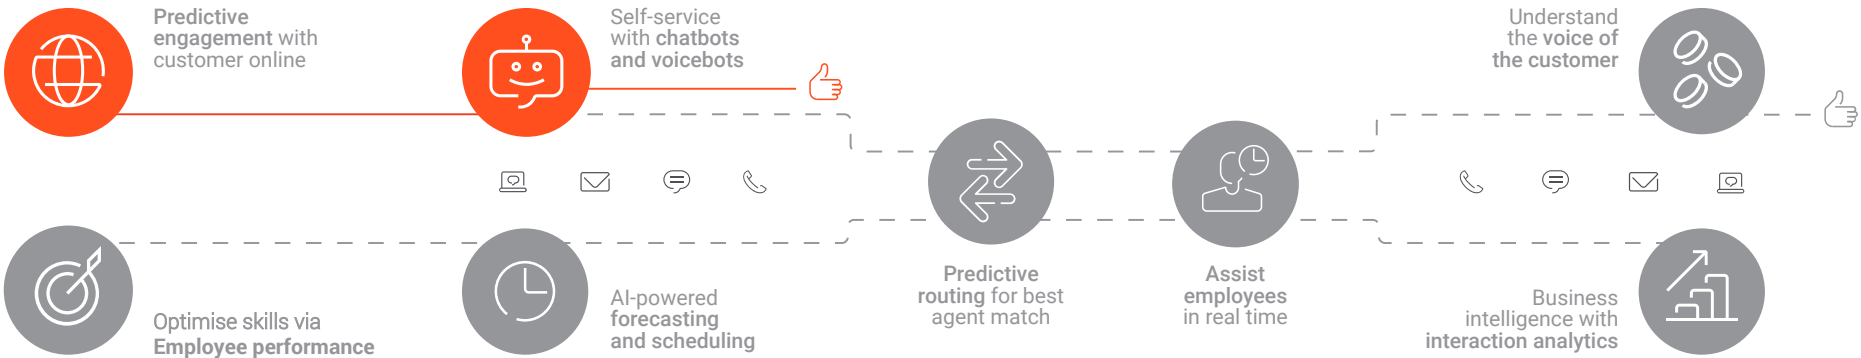 Predictive
engagement with
customer online
Self-service
with chatbots
and voicebots
Understand
the voice of
the customer
Optimise skills via
Employee performance
AI-powered
forecasting
and scheduling
Predictive
routing for best
agent match
Assist
employees
in real time
Business
intelligence with
interaction analytics